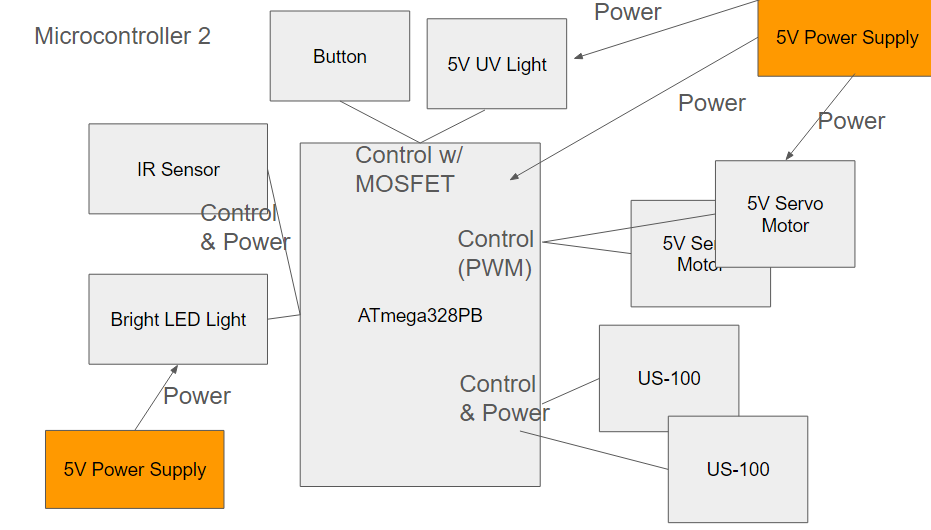 Microcontroller 2
Button
5V UV Light
Power
5V Power Supply
Power
Power
IR Sensor
Control w/
MOSFET
5V Servo
Motor
Control
& Power
Control
(PWM)
5V Ser
Motor
Bright LED Light
ATmega328PB
US-100
Control
& Power
Power
5V Power Supply
US-100